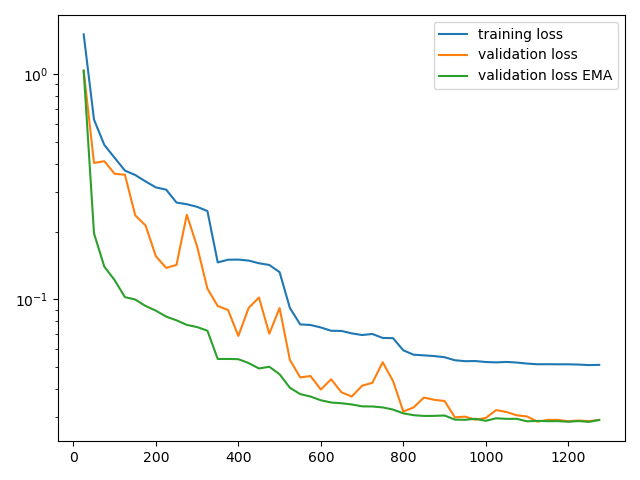 training loss
validation loss
validation loss EMA
10⁰
10⁻¹
0 200 400 600 800 1000 1200